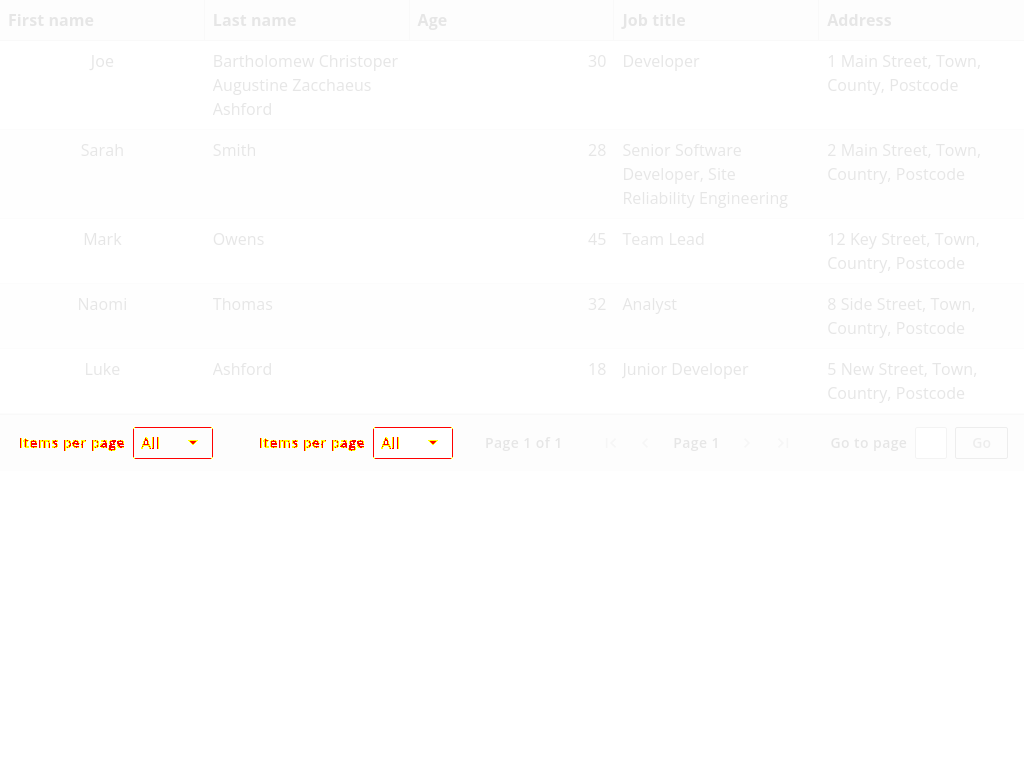 First name Last name Age Job title Address
Joe Bartholomew Christoper Augustine Zacchaeus Ashford 30 Developer 1 Main Street, Town, County, Postcode
Sarah Smith 28 Senior Software Developer, Site Reliability Engineering 2 Main Street, Town, Country, Postcode
Mark Owens 45 Team Lead 12 Key Street, Town, Country, Postcode
Naomi Thomas 32 Analyst 8 Side Street, Town, Country, Postcode
Luke Ashford 18 Junior Developer 5 New Street, Town, Country, Postcode
Items per page All Items per page All Page 1 of 1 Page 1 Go to page Go